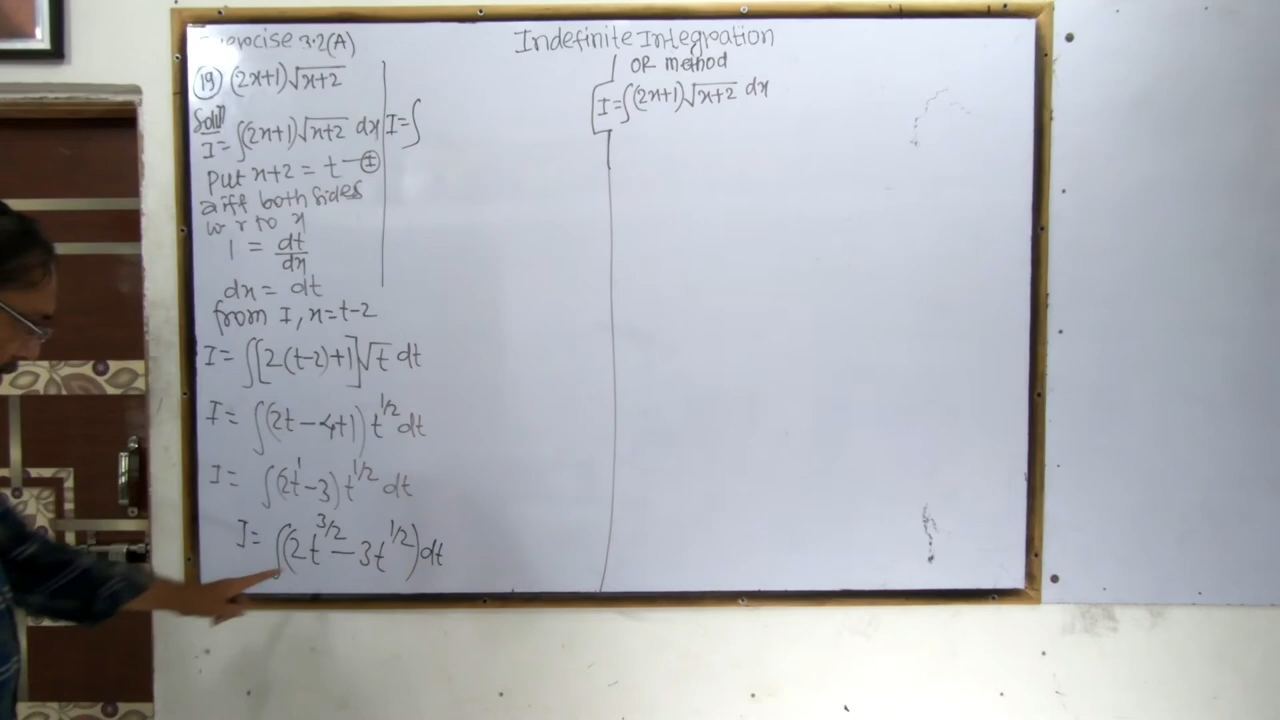 Exercise 3.2(A)
Indefinite Integration
(19) (2x+1)√x+2
Soln
I = ∫(2x+1)√x+2 dx
Put x+2 = t — (I)
diff both sides
w r to x
1 = dt/dx
dx = dt
from I, x = t-2
I = ∫[2(t-2)+1]√t dt
I = ∫(2t-4+1) t^1/2 dt
I = ∫(2t^1-3) t^1/2 dt
I = ∫(2t^3/2 - 3t^1/2) dt
I = ∫
OR method
I = ∫(2x+1)√x+2 dx